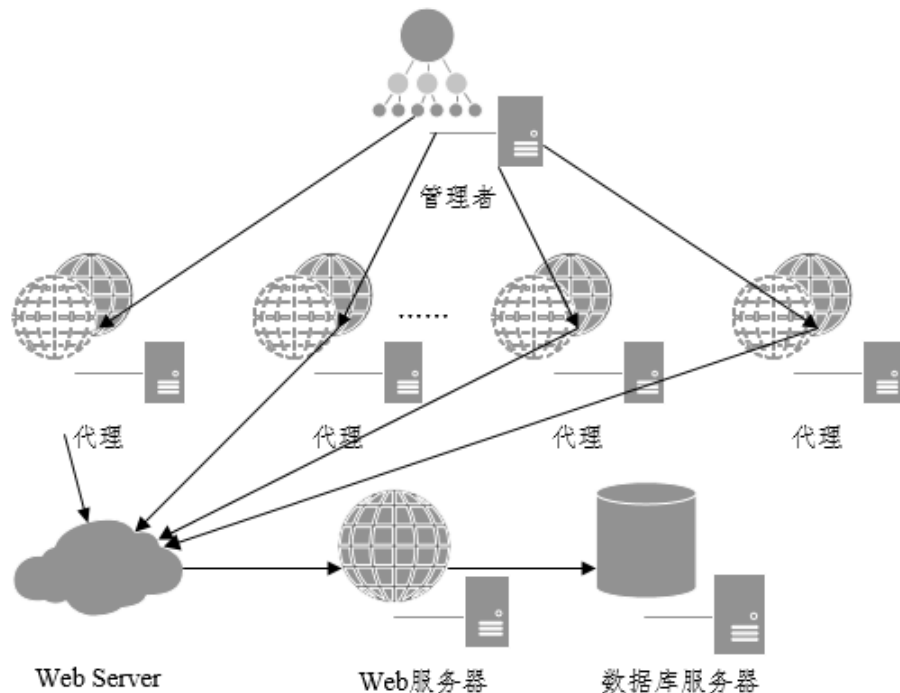 管理者
......
代理
代理
代理
代理
Web Server
Web服务器
数据库服务器